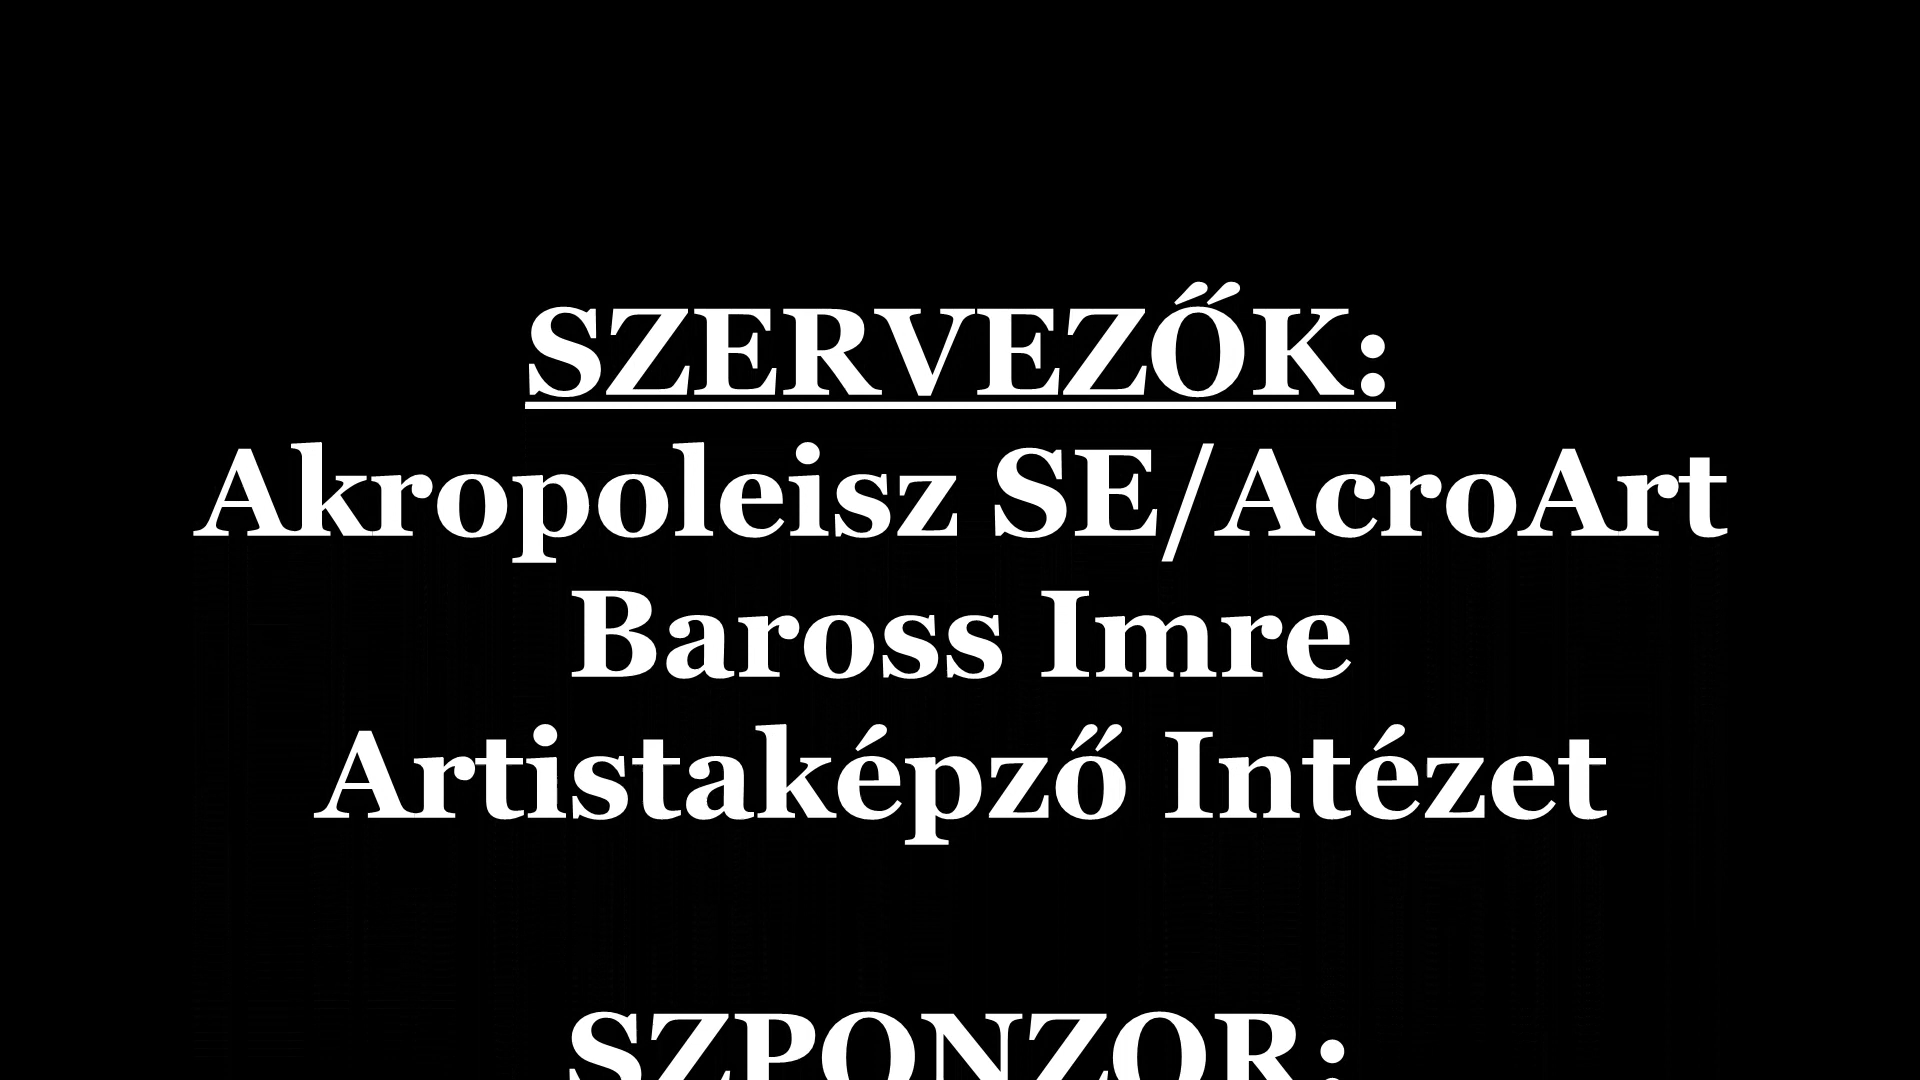 SZERVEZŐK:
Akropoleisz SE/AcroArt
Baross Imre
Artistaképző Intézet
SZPONZOR: